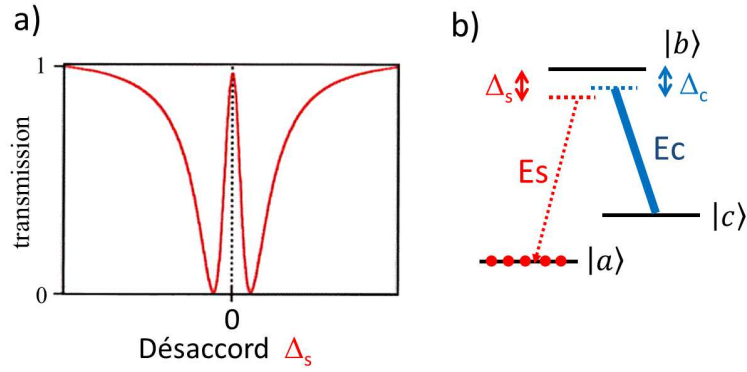 a)
1
transmission
0
0
Désaccord Δs
b)
|b⟩
Δs
Δc
Es
Ec
|c⟩
|a⟩